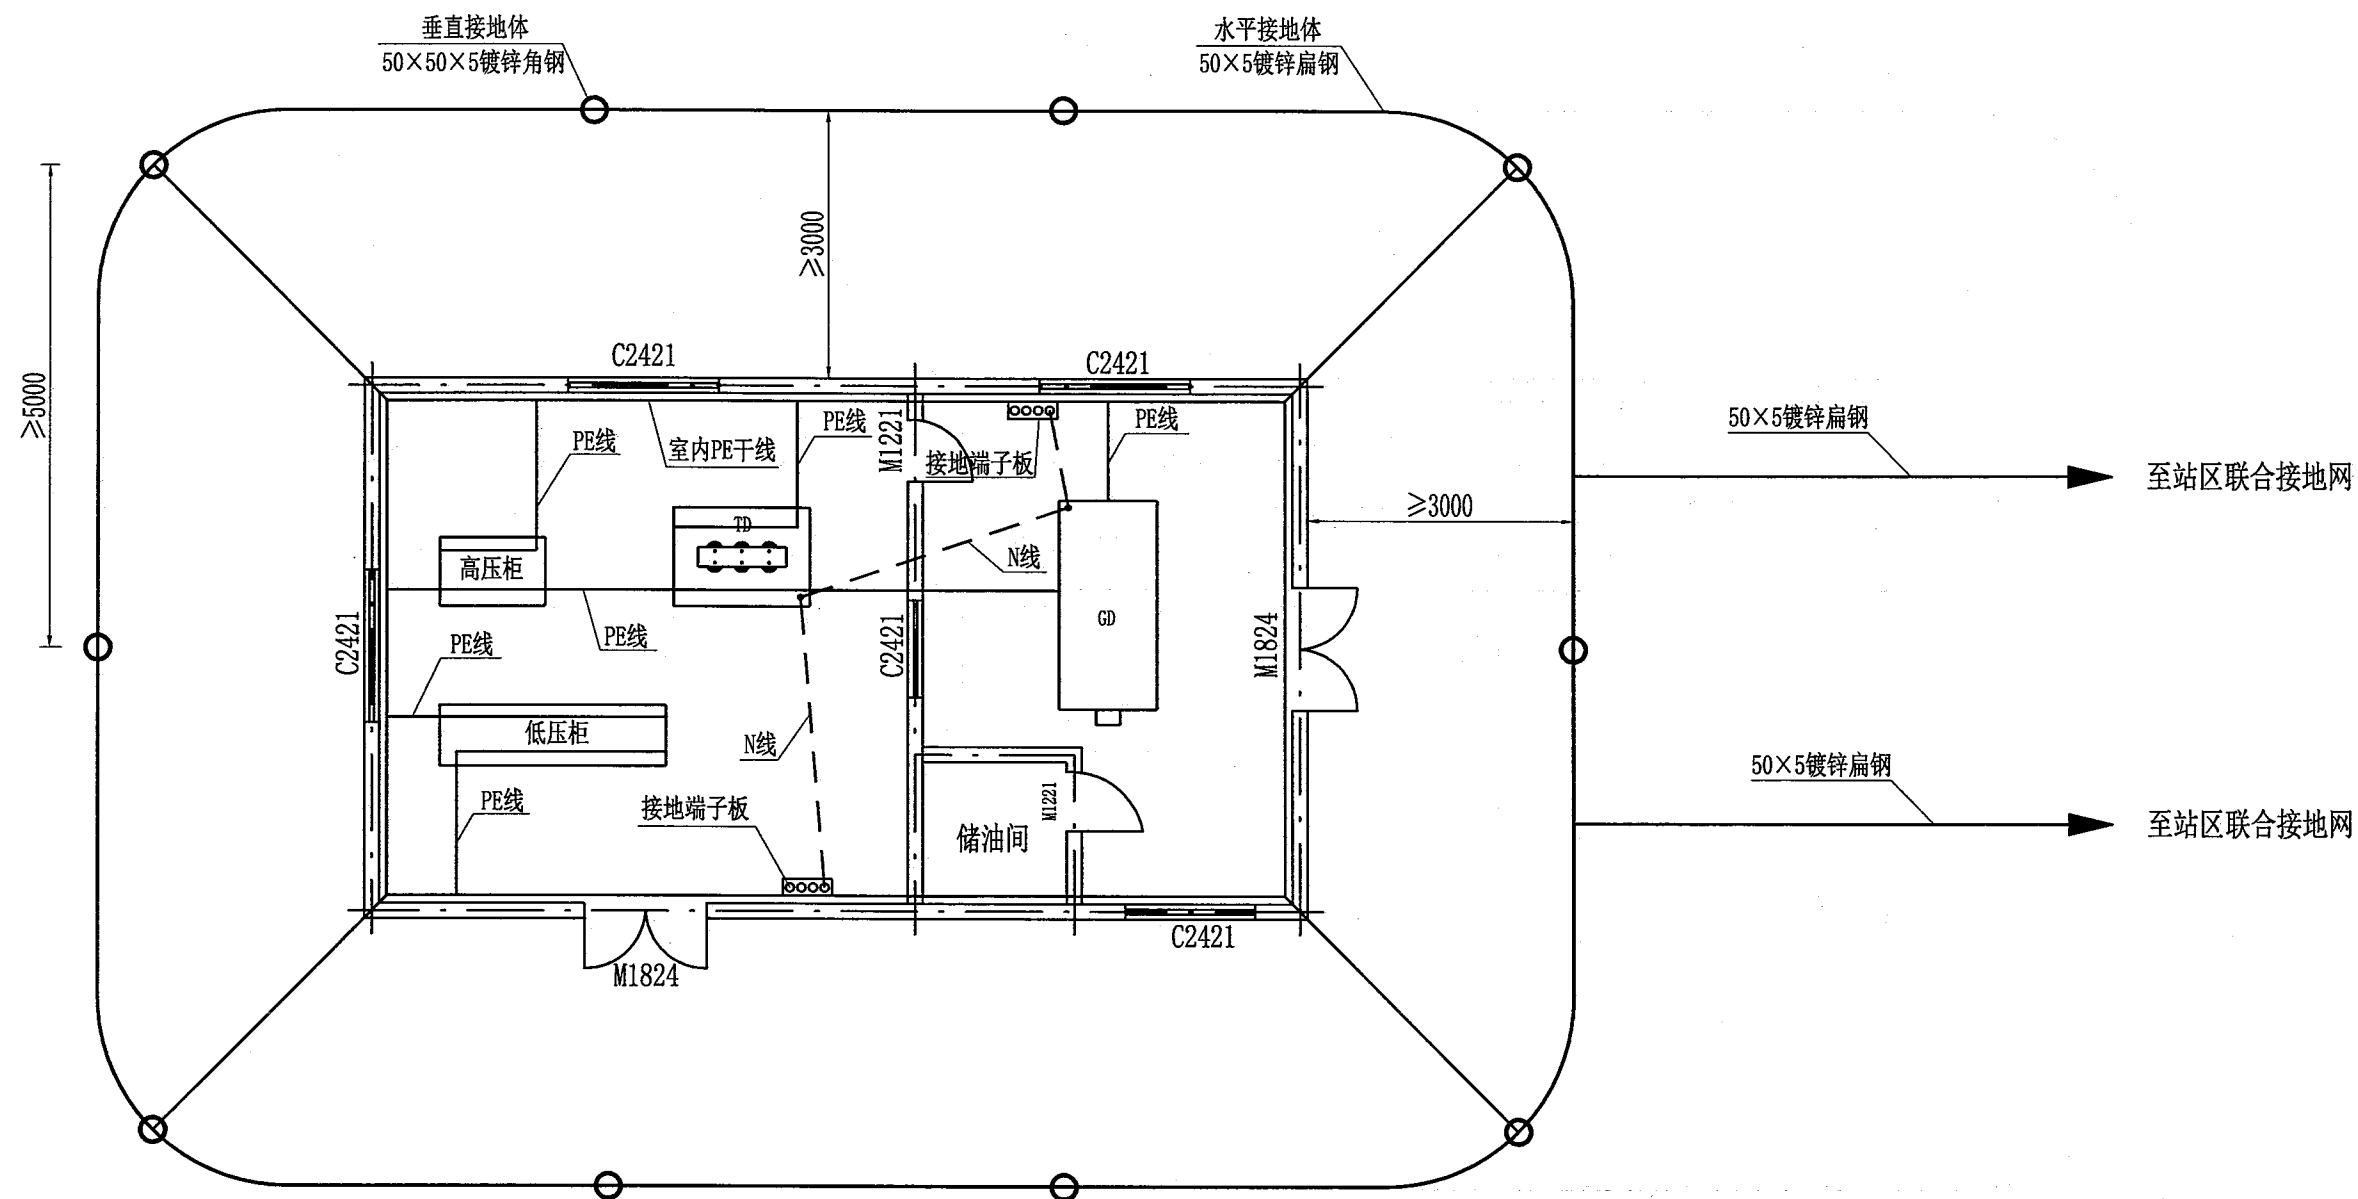 垂直接地体
50×50×5镀锌角钢
水平接地体
50×5镀锌扁钢
≥3000
≥5000
C2421
C2421
PE线
室内PE干线
PE线
M1221
接地端子板
PE线
50×5镀锌扁钢
至站区联合接地网
≥3000
TD
高压柜
N线
GD
C2421
PE线
PE线
C2421
M1824
低压柜
N线
PE线
接地端子板
M1221
储油间
50×5镀锌扁钢
至站区联合接地网
C2421
M1824